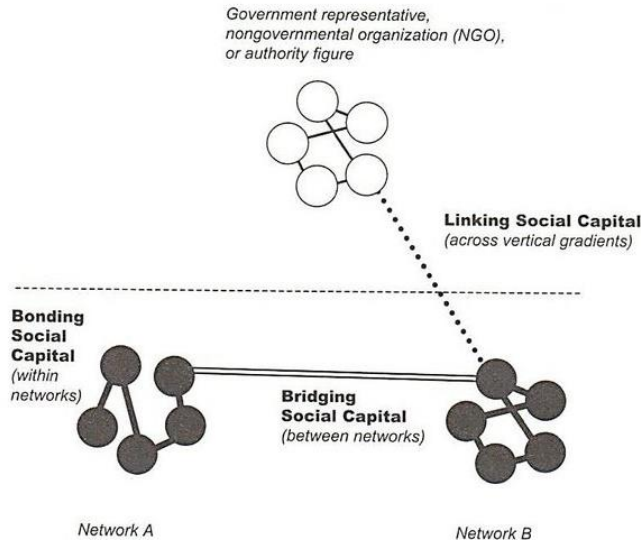 Government representative,
nongovernmental organization (NGO),
or authority figure
Linking Social Capital
(across vertical gradients)
Bonding
Social
Capital
(within
networks)
Bridging
Social Capital
(between networks)
Network A
Network B